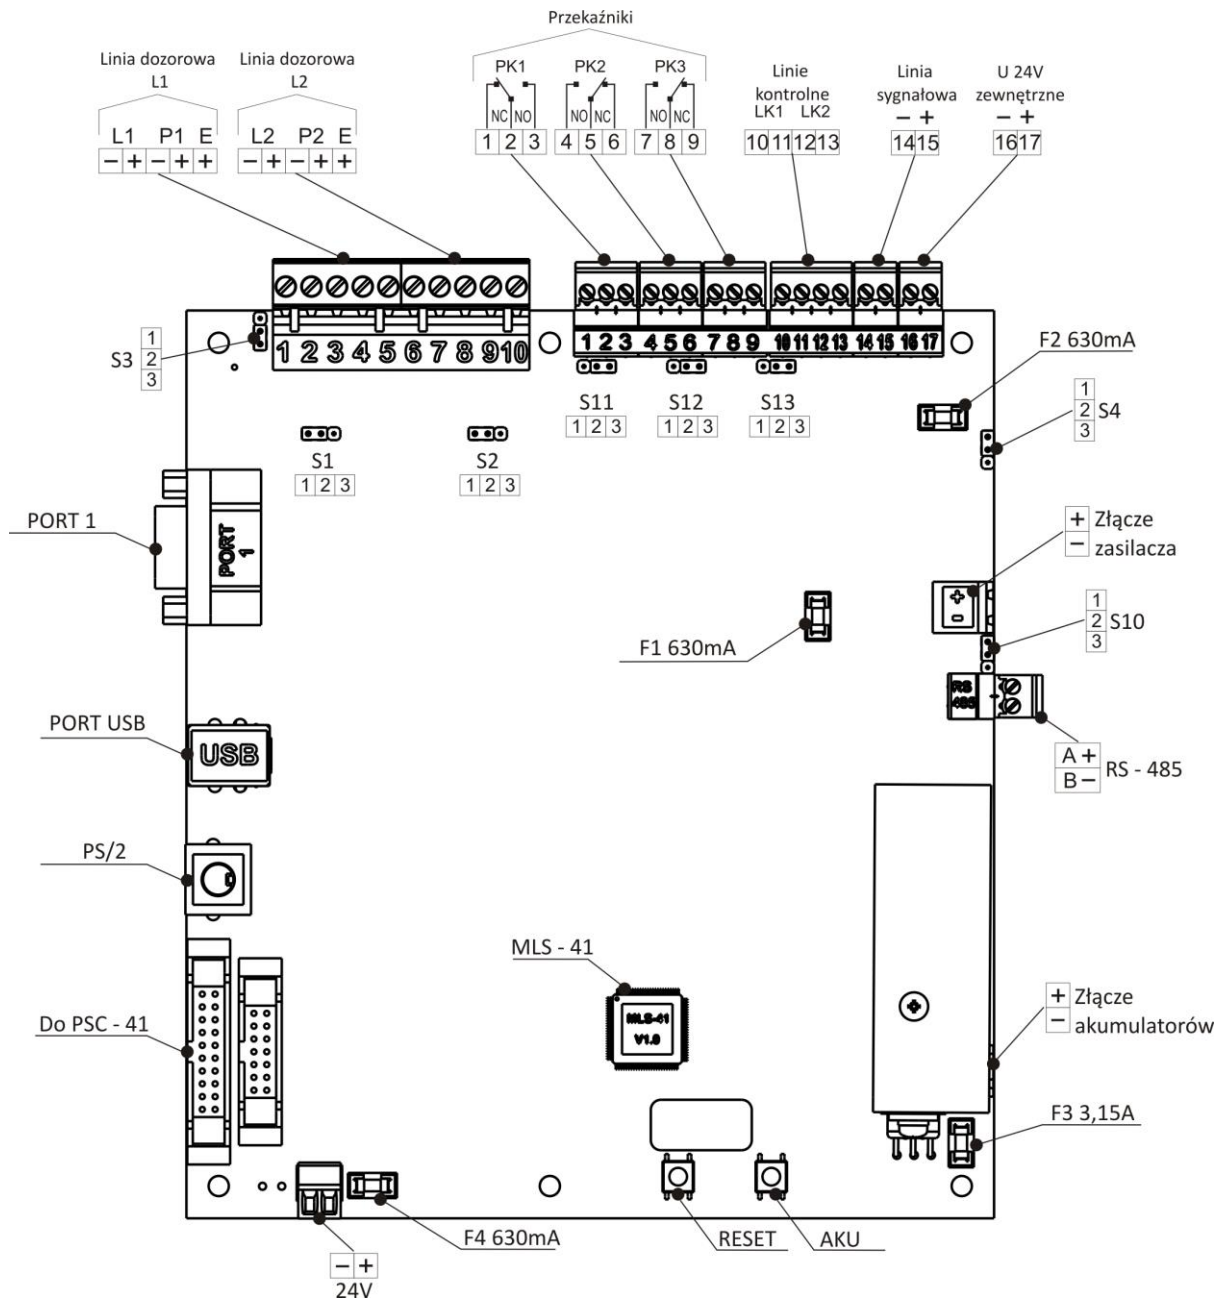 Przekaźniki
Linia dozorowa
L1
Linia dozorowa
L2
PK1 PK2 PK3
Linie
kontrolne
LK1 LK2
Linia
sygnałowa
− +
U 24V
zewnętrzne
− +
L1 P1 E
− + − + +
L2 P2 E
− + − + +
NC NO NO NC NO NC
1 2 3 4 5 6 7 8 9
10 11 12 13
14 15
16 17
1 2 3 4 5 6 7 8 9 10
1 2 3 4 5 6 7 8 9 10 11 12 13 14 15 16 17
S3
1
2
3
F2 630mA
S4
1
2
3
S11
1 2 3
S12
1 2 3
S13
1 2 3
S1
1 2 3
S2
1 2 3
PORT 1
PORT
1
+ Złącze
− zasilacza
+
−
S10
1
2
3
F1 630mA
RS
485
A +
B −
RS - 485
PORT USB
USB
PS/2
MLS - 41
MLS-41
V1.0
Do PSC - 41
+ Złącze
− akumulatorów
F3 3,15A
F4 630mA
RESET
AKU
− +
24V